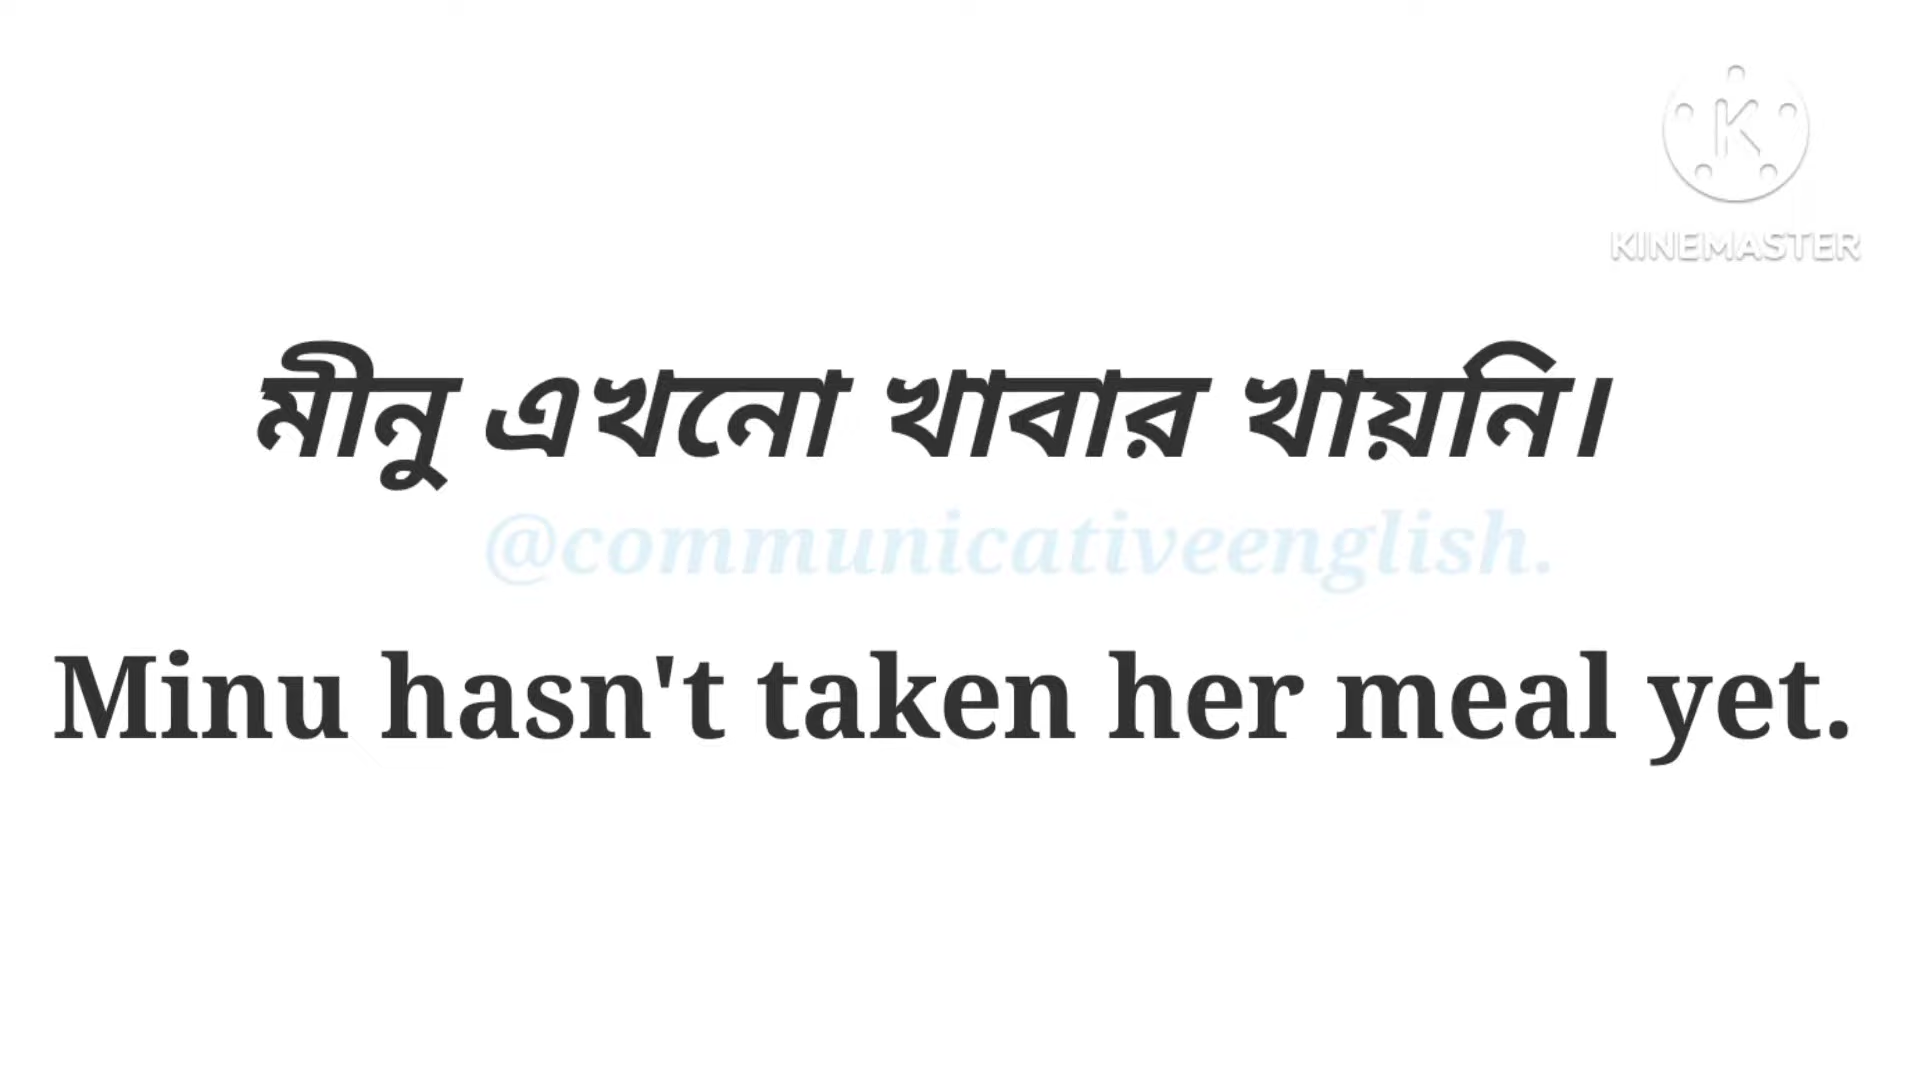 KINEMASTER
মীনু এখনো খাবার খায়নি।
@communicativeenglish.
Minu hasn't taken her meal yet.